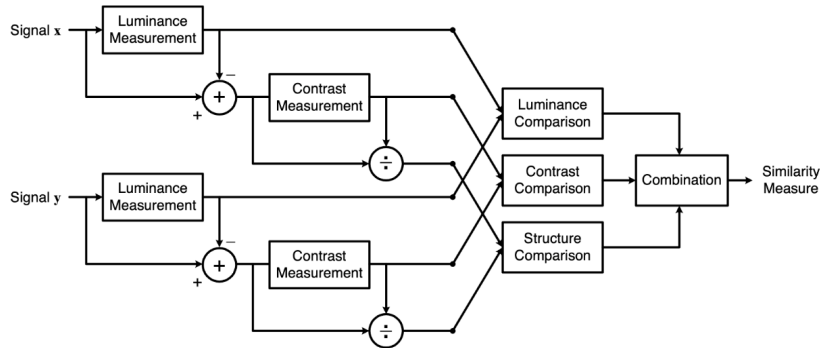 Signal x
Luminance
Measurement
−
+
+
Contrast
Measurement
÷
Luminance
Comparison
Signal y
Luminance
Measurement
−
+
+
Contrast
Measurement
÷
Contrast
Comparison
Structure
Comparison
Combination
Similarity
Measure